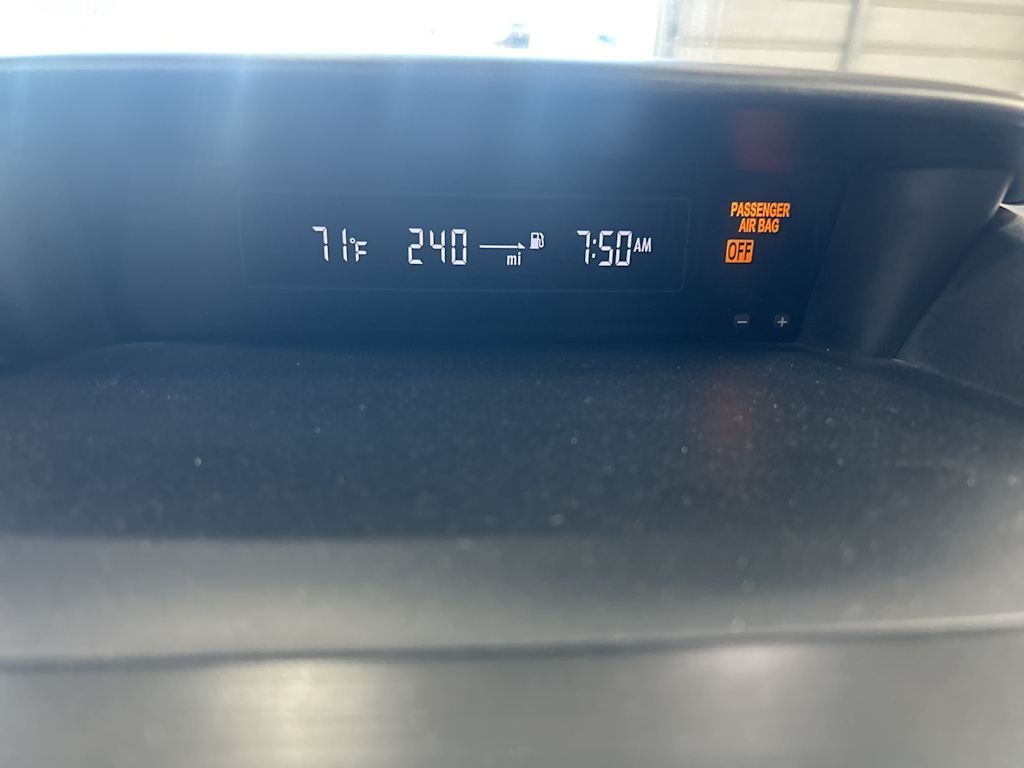 71°F 240 mi 7:50 AM
PASSENGER
AIR BAG
OFF
- +